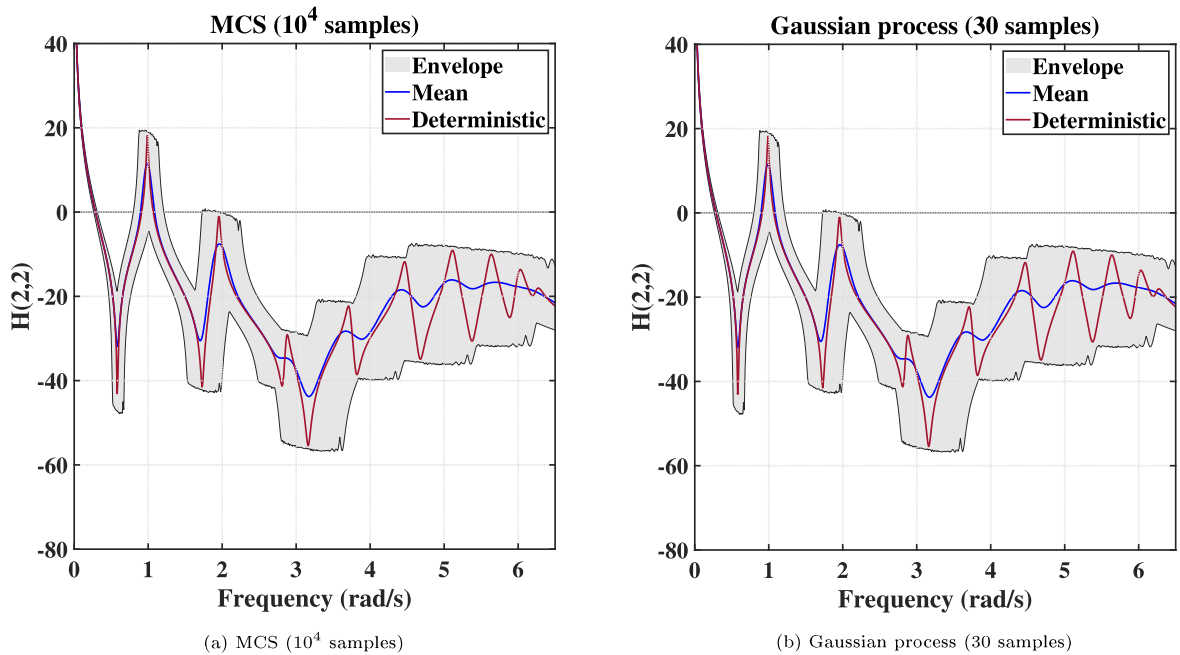 MCS (10⁴ samples)
40
20
0
-20
-40
-60
-80
H(2,2)
Envelope
Mean
Deterministic
0 1 2 3 4 5 6
Frequency (rad/s)
(a) MCS (10⁴ samples)
Gaussian process (30 samples)
40
20
0
-20
-40
-60
-80
H(2,2)
Envelope
Mean
Deterministic
0 1 2 3 4 5 6
Frequency (rad/s)
(b) Gaussian process (30 samples)